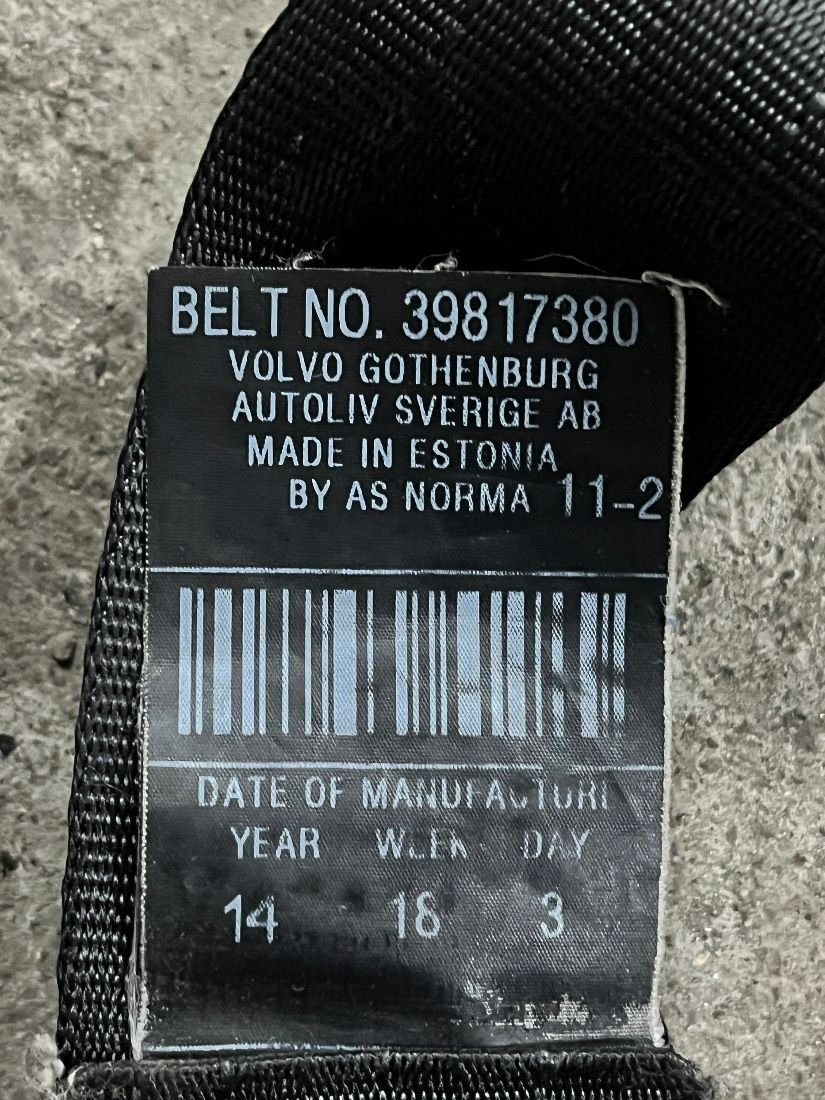 BELT NO. 39817380
VOLVO GOTHENBURG
AUTOLIV SVERIGE AB
MADE IN ESTONIA
BY AS NORMA 11-2
DATE OF MANUFACTURE
YEAR WEEK DAY
14 18 3